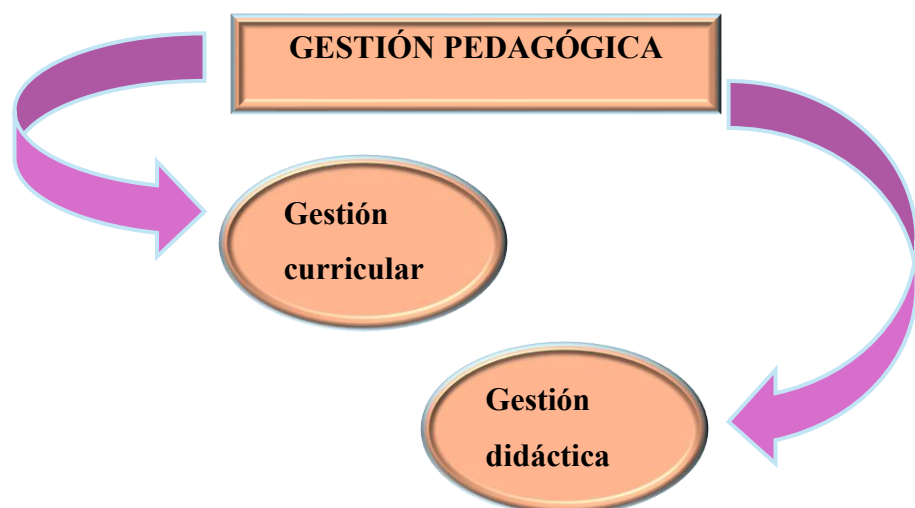 GESTIÓN PEDAGÓGICA
Gestión
curricular
Gestión
didáctica